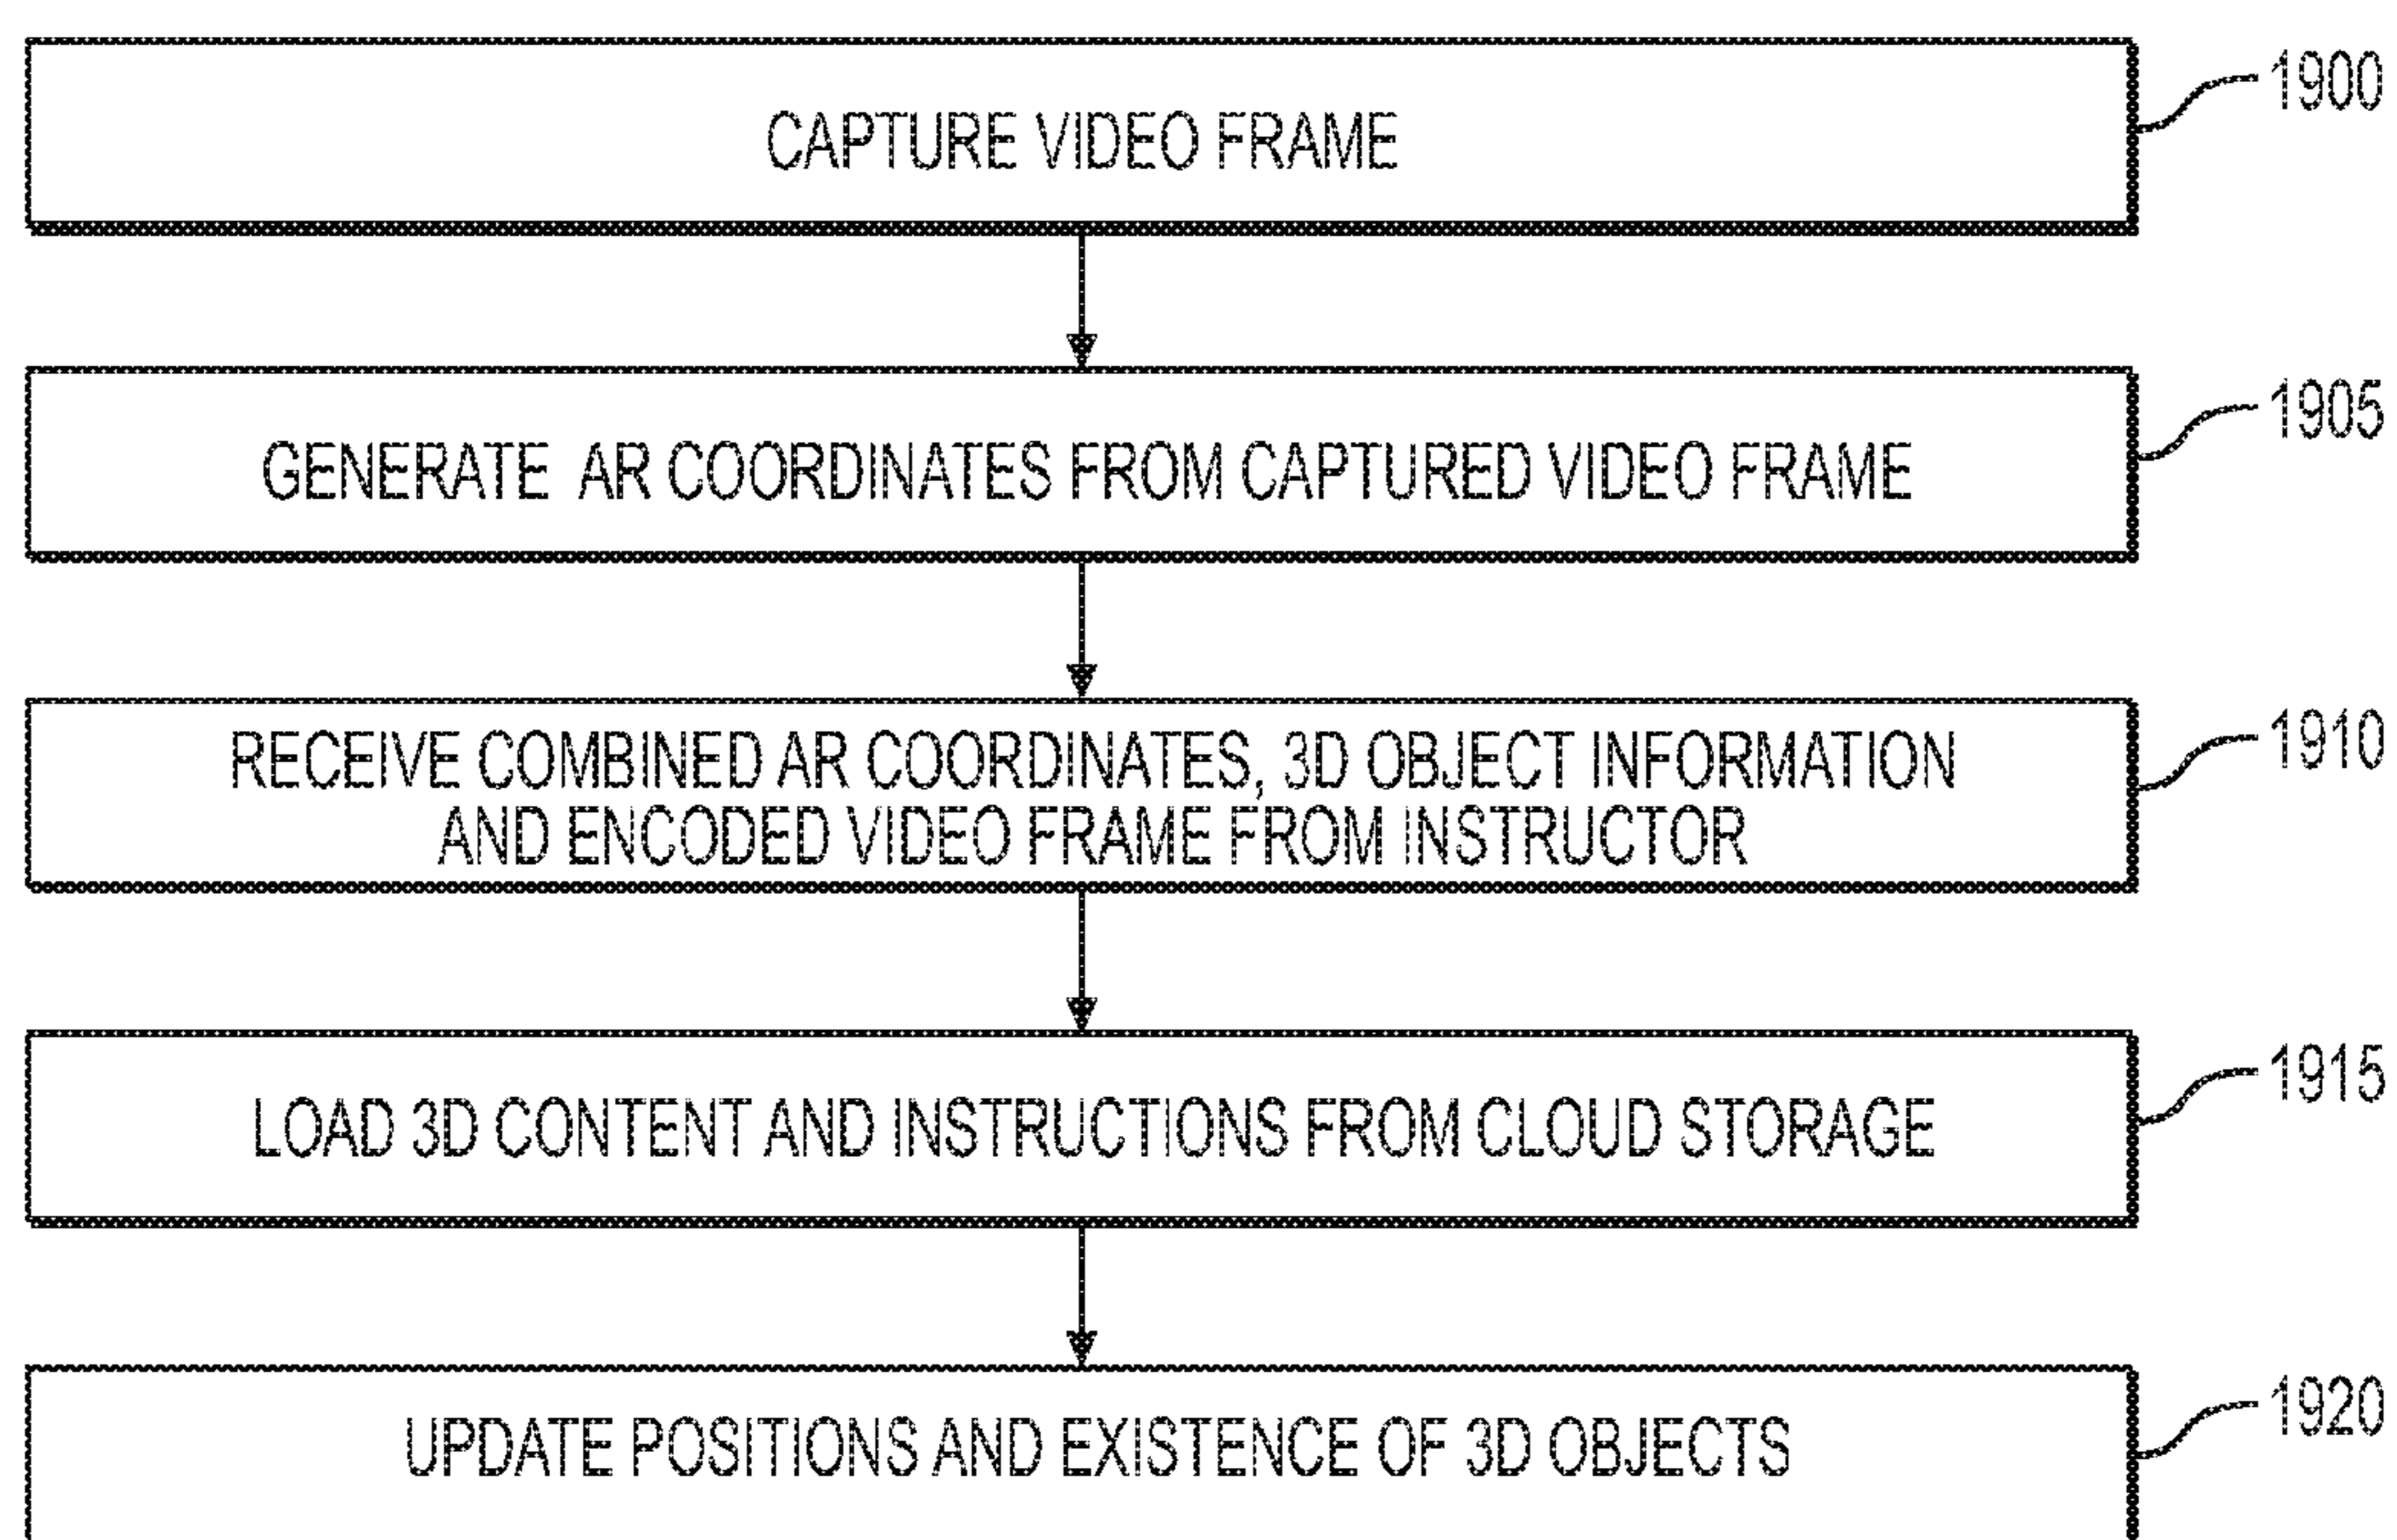 CAPTURE VIDEO FRAME
1900
GENERATE AR COORDINATES FROM CAPTURED VIDEO FRAME
1905
RECEIVE COMBINED AR COORDINATES, 3D OBJECT INFORMATION
AND ENCODED VIDEO FRAME FROM INSTRUCTOR
1910
LOAD 3D CONTENT AND INSTRUCTIONS FROM CLOUD STORAGE
1915
UPDATE POSITIONS AND EXISTENCE OF 3D OBJECTS
1920